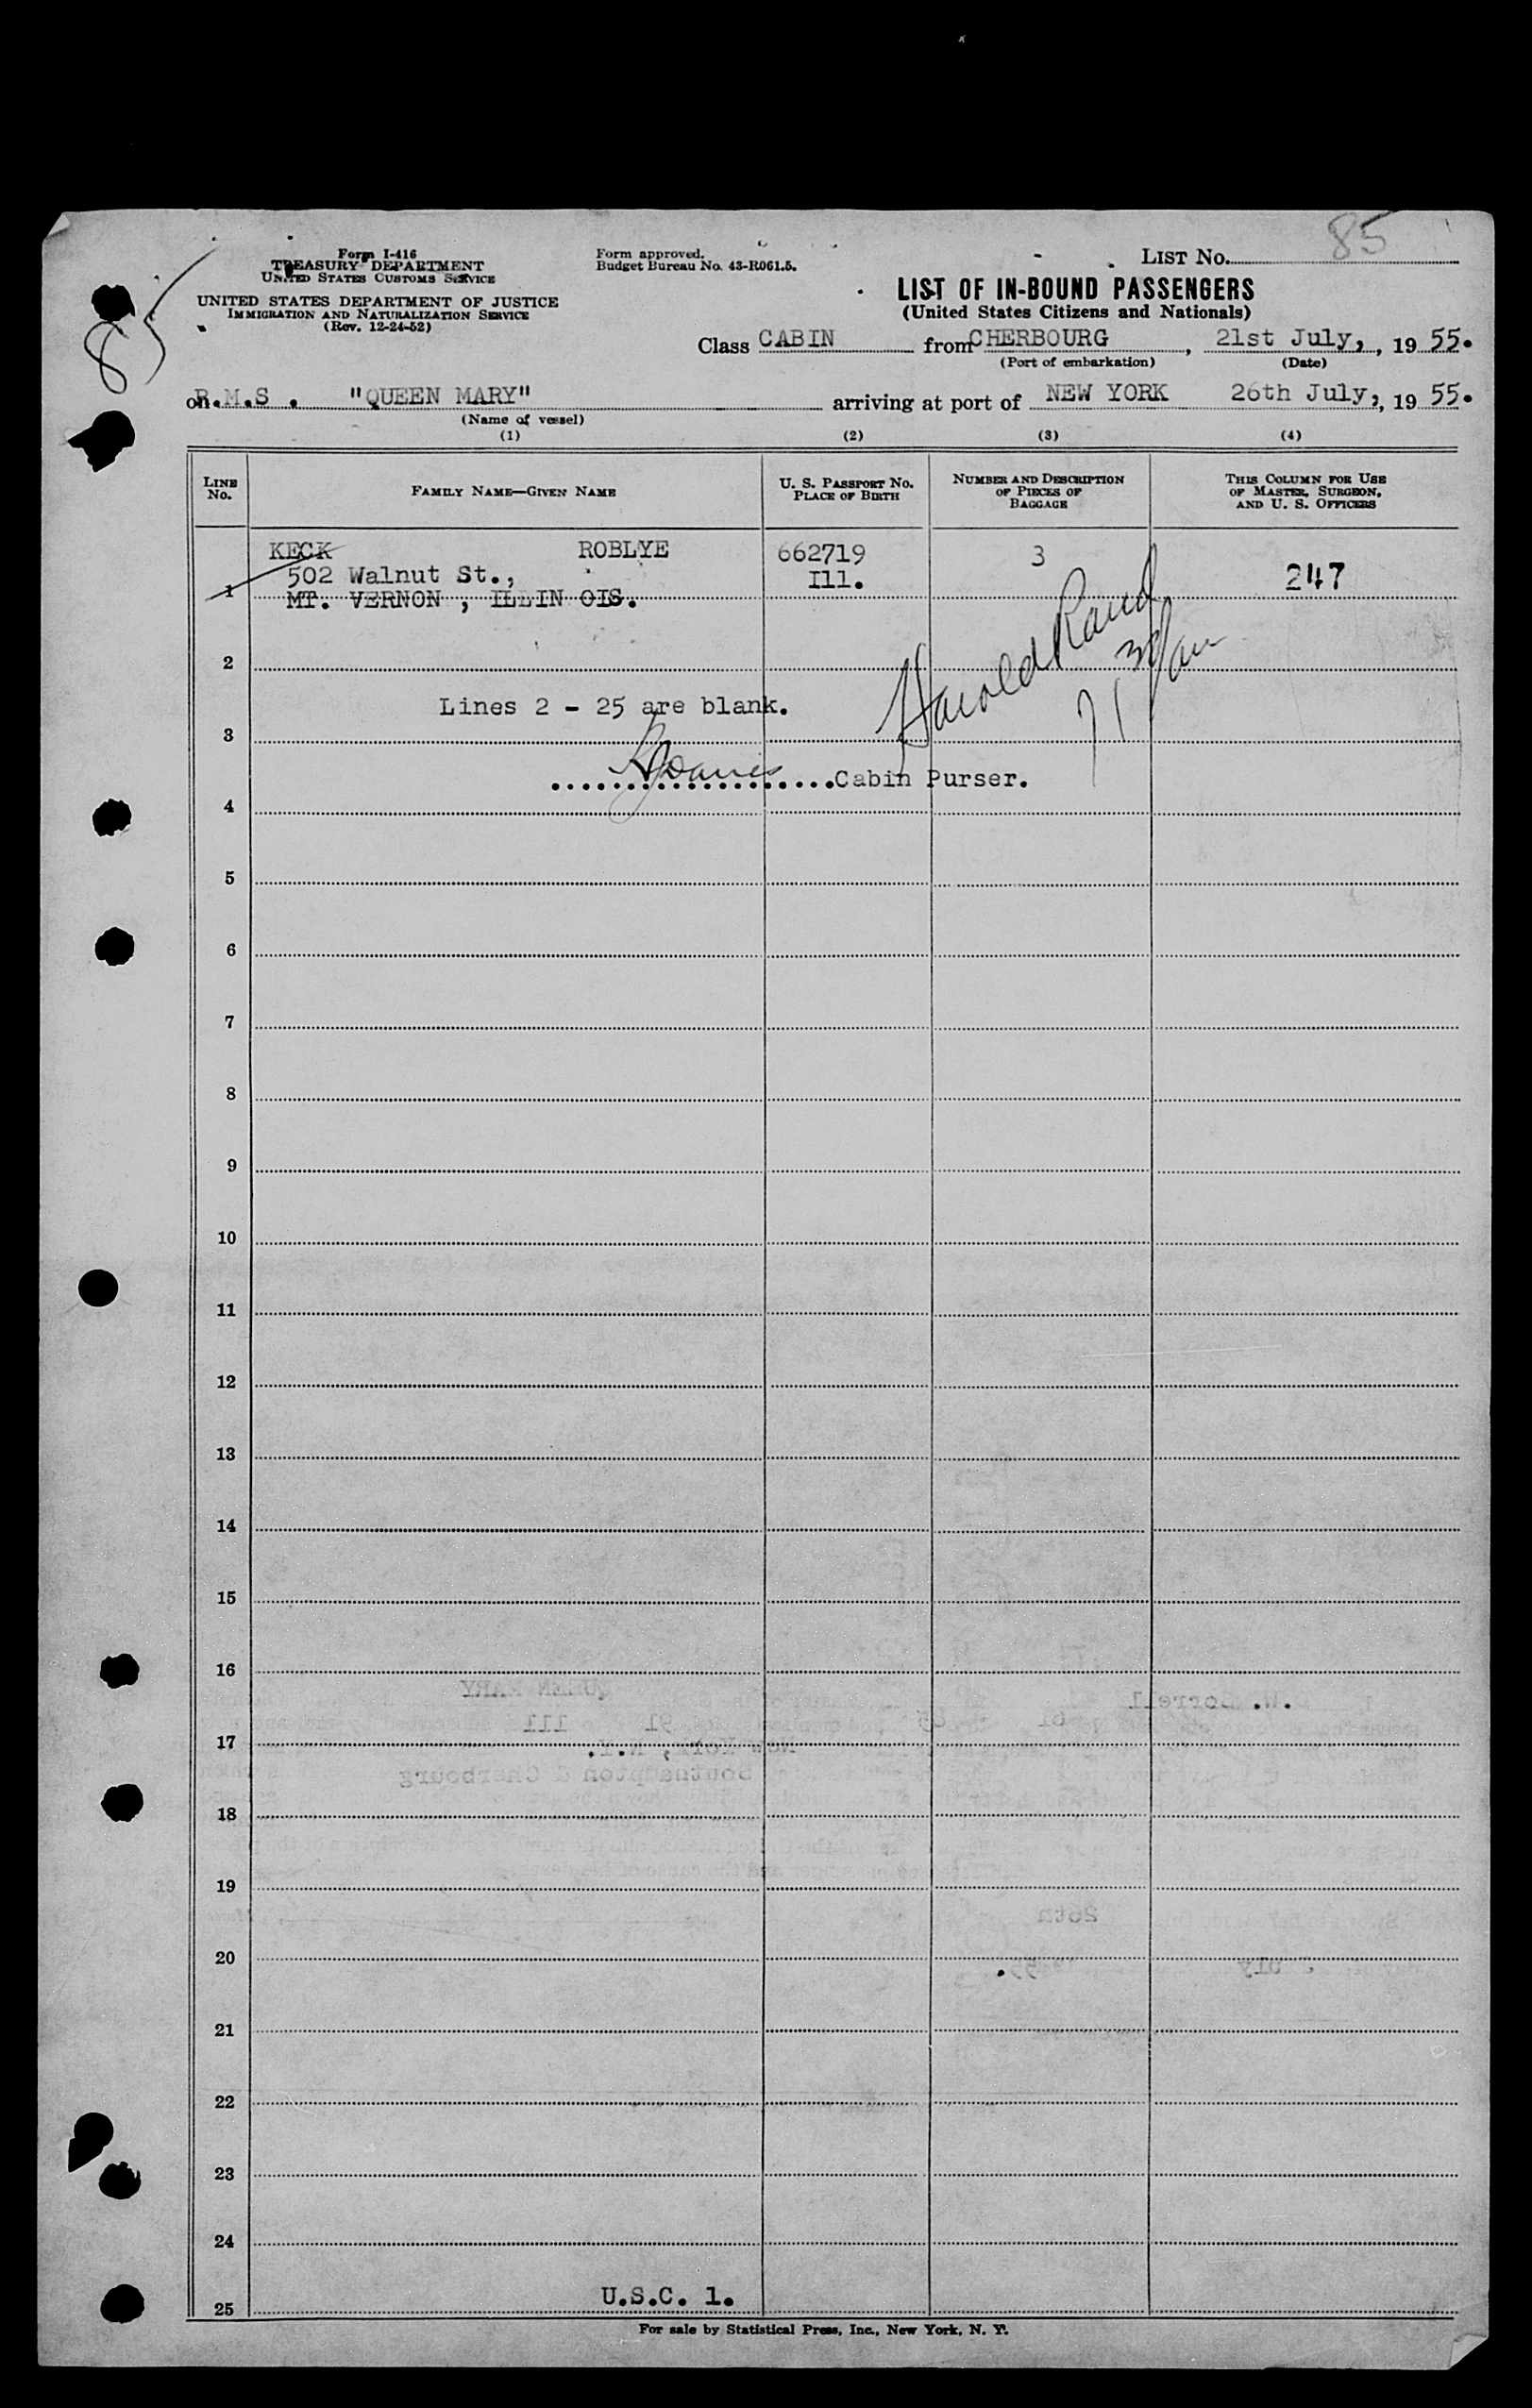 85
Form I-416
TREASURY DEPARTMENT
UNITED STATES CUSTOMS SERVICE
UNITED STATES DEPARTMENT OF JUSTICE
IMMIGRATION AND NATURALIZATION SERVICE
(Rev. 12-24-52)
Form approved.
Budget Bureau No. 43-R061.5.
LIST No. 85
LIST OF IN-BOUND PASSENGERS
(United States Citizens and Nationals)
Class CABIN from CHERBOURG, 21st July, , 19 55.
(Port of embarkation) (Date)
on R.M.S . "QUEEN MARY" arriving at port of NEW YORK 26th July, , 19 55.
(Name of vessel)
(1) (2) (3) (4)
LINE No. FAMILY NAME—GIVEN NAME U. S. PASSPORT NO. PLACE OF BIRTH NUMBER AND DESCRIPTION OF PIECES OF BAGGAGE THIS COLUMN FOR USE OF MASTER, SURGEON, AND U. S. OFFICERS
KECK ROBLYE 662719 3
1 502 Walnut St., Ill. 247
MT. VERNON , ILLIN OIS.
Harold Rand
2
Lines 2 - 25 are blank.
3
....................Cabin Purser.
4
5
6
7
8
9
10
11
12
13
14
15
16
17
18
19
20
21
22
23
24
U.S.C. 1.
25
For sale by Statistical Press, Inc., New York, N. Y.